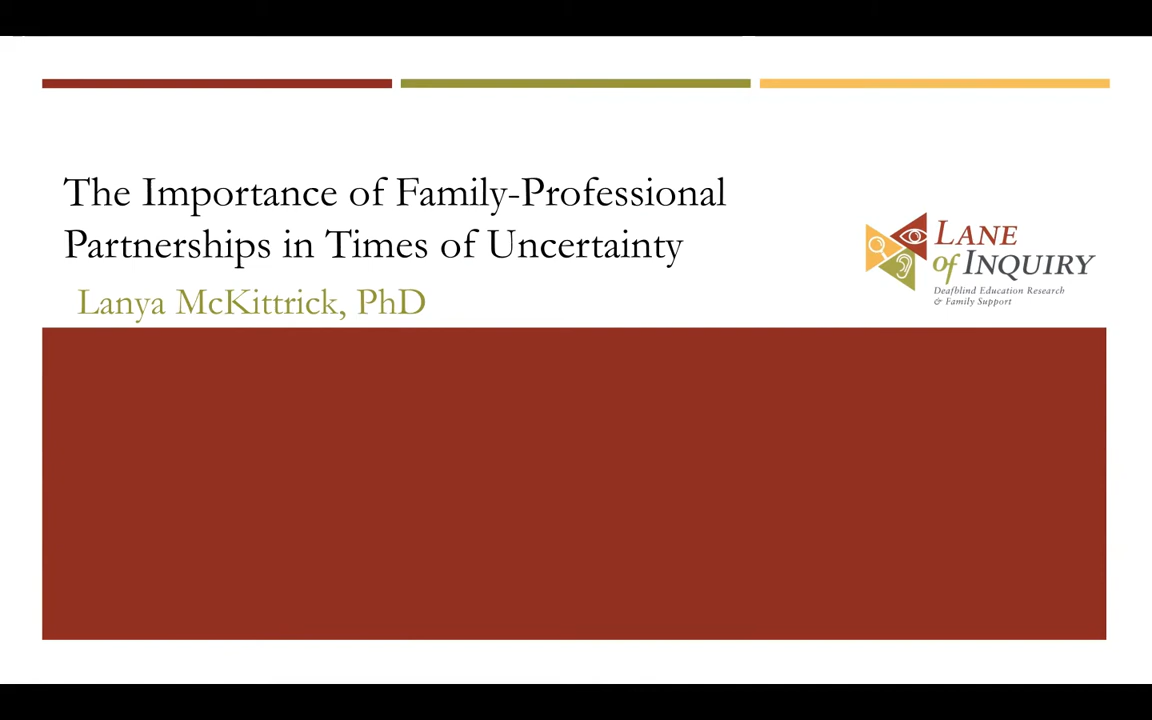 The Importance of Family-Professional
Partnerships in Times of Uncertainty
Lanya McKittrick, PhD
LANE
of INQUIRY
Deafblind Education Research
& Family Support